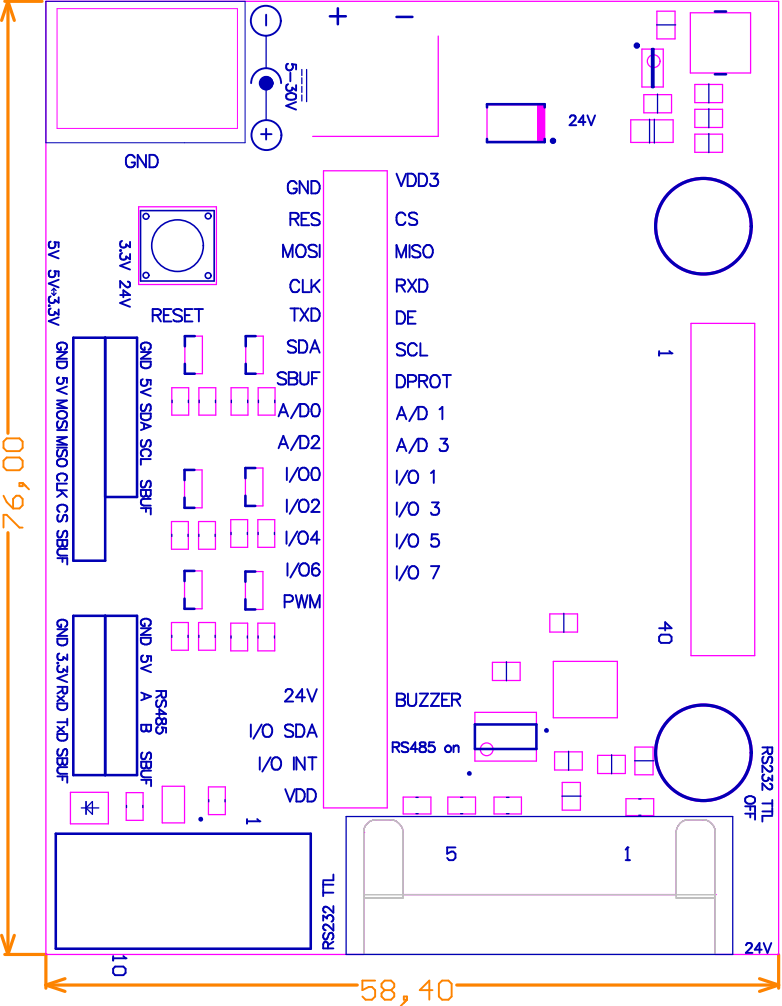 + −
− 5-30V +
24V
GND
GND VDD3
RES CS
MOSI MISO
CLK RXD
TXD DE
SDA SCL
SBUF DPROT
A/D0 A/D 1
A/D2 A/D 3
I/O0 I/O 1
I/O2 I/O 3
I/O4 I/O 5
I/O6 I/O 7
PWM
24V BUZZER
I/O SDA
RS485 on
I/O INT
VDD
5V 5V⇔3.3V
3.3V 24V
RESET
GND 5V MOSI MISO CLK CS SBUF
GND 5V SDA SCL SBUF
GND 3.3V RxD TxD SBUF
GND 5V A B SBUF
RS485
1
40
RS232 TTL
OFF
1
10
RS232 TTL
5 1
24V
76,00
58,40